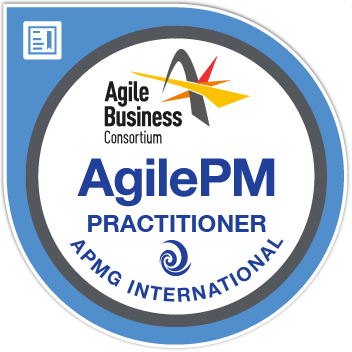 Agile
Business
Consortium
AgilePM
PRACTITIONER
APMG INTERNATIONAL